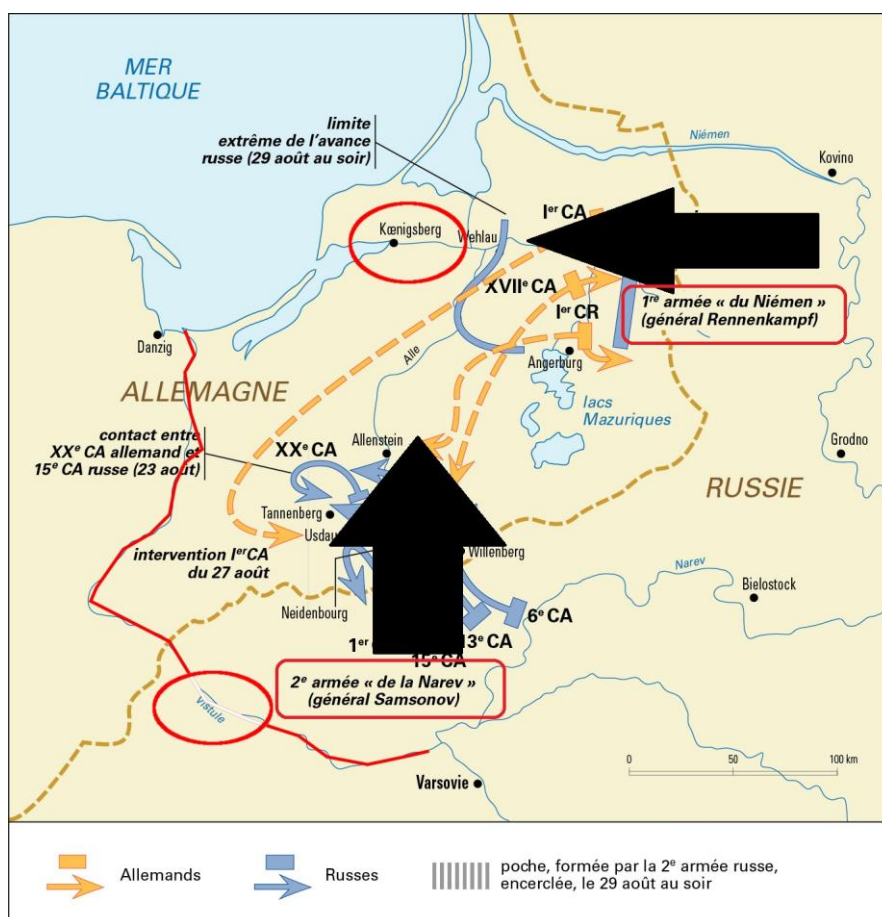 MER
BALTIQUE
limite
extrême de l'avance
russe (29 août au soir)
Niémen
Kovino
Kœnigsberg
Wehlau
Iᵉʳ CA
XVIIᵉ CA
Iᵉʳ CR
1ʳᵉ armée « du Niémen »
(général Rennenkampf)
Danzig
Alle
Angerburg
ALLEMAGNE
lacs
Mazuriques
contact entre
XXᵉ CA allemand et
15ᵉ CA russe (23 août)
XXᵉ CA
Allenstein
Grodno
RUSSIE
Tannenberg
Usdau
intervention Iᵉʳ CA
du 27 août
Willenberg
Narev
Bielostock
Neidenbourg
6ᵉ CA
1ᵉʳ
13ᵉ CA
15ᵉ CA
2ᵉ armée « de la Narev »
(général Samsonov)
Vistule
Varsovie
0 50 100 km
Allemands
Russes
poche, formée par la 2ᵉ armée russe,
encerclée, le 29 août au soir